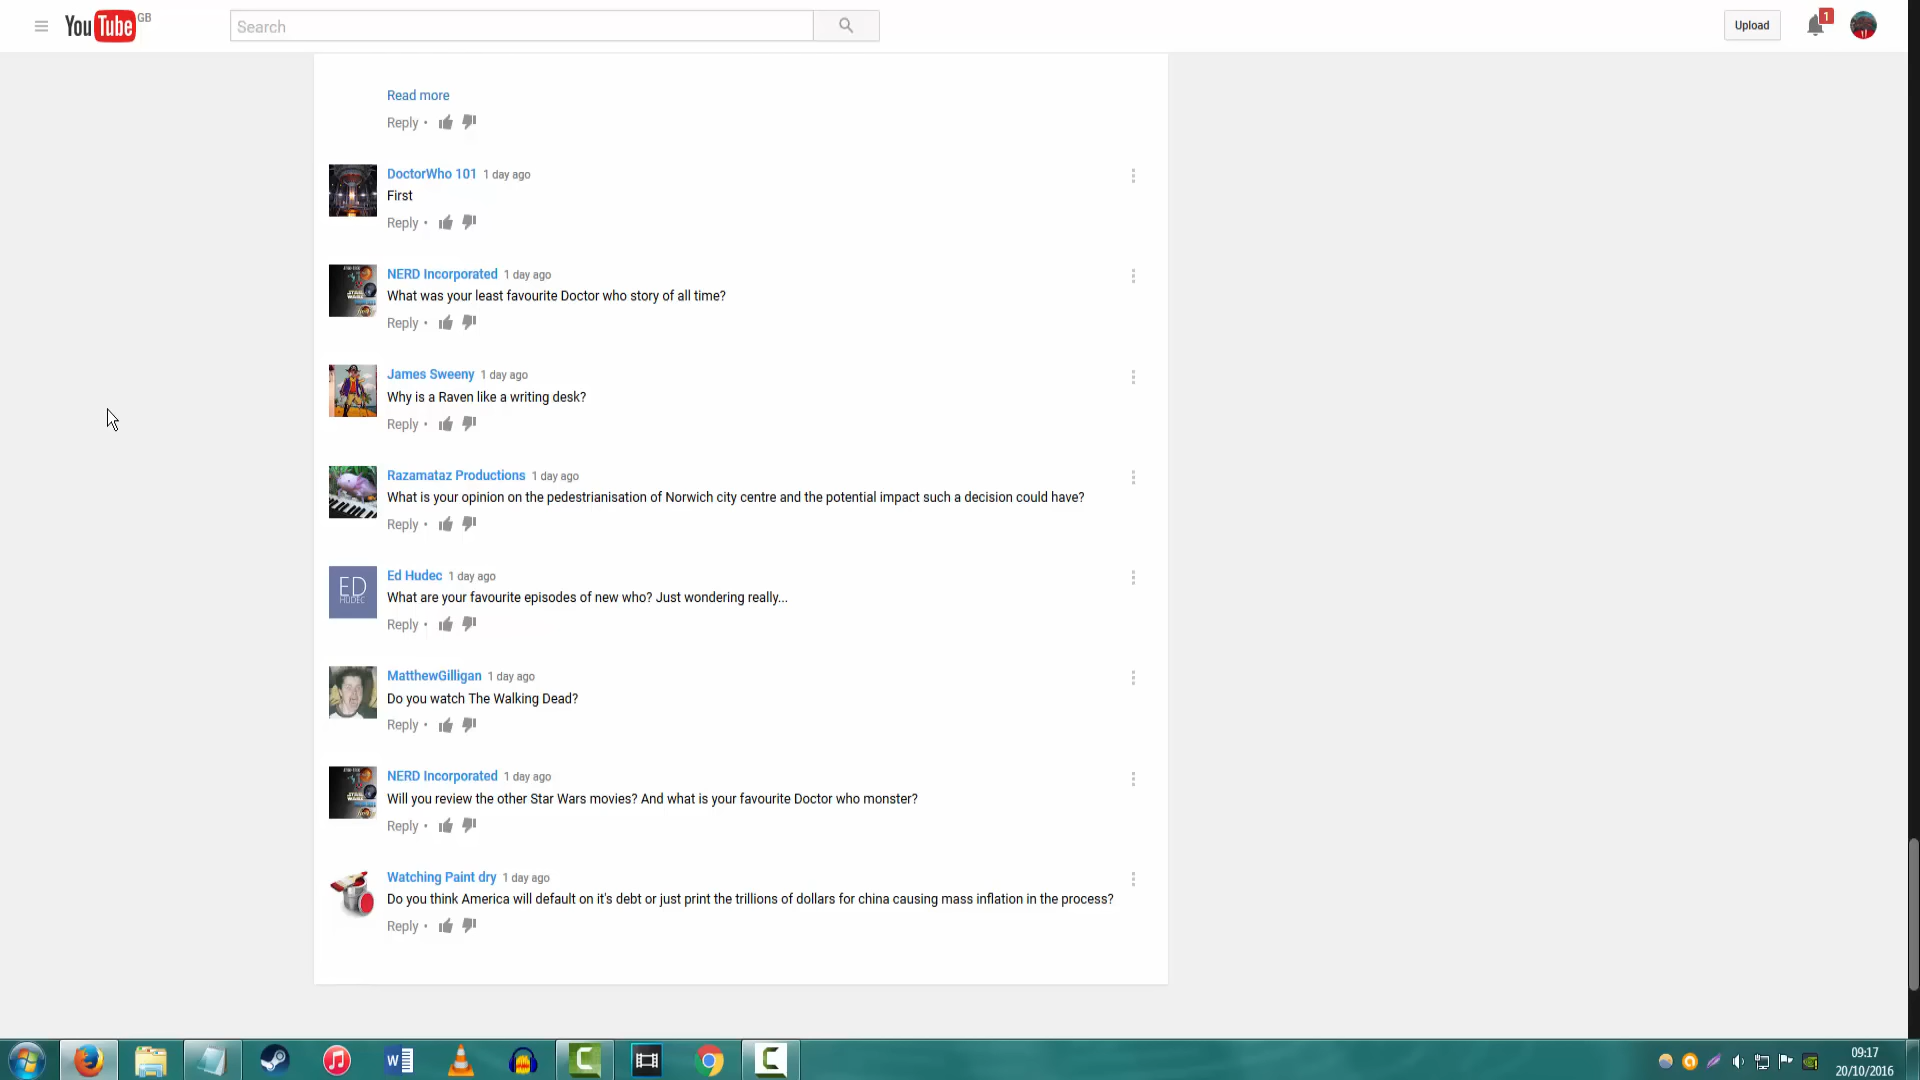 YouTube GB
Search
Upload
1
Read more
Reply •
DoctorWho 101 1 day ago
First
Reply •
NERD Incorporated 1 day ago
What was your least favourite Doctor who story of all time?
Reply •
James Sweeny 1 day ago
Why is a Raven like a writing desk?
Reply •
Razamataz Productions 1 day ago
What is your opinion on the pedestrianisation of Norwich city centre and the potential impact such a decision could have?
Reply •
ED
HUDEC
Ed Hudec 1 day ago
What are your favourite episodes of new who? Just wondering really...
Reply •
MatthewGilligan 1 day ago
Do you watch The Walking Dead?
Reply •
NERD Incorporated 1 day ago
Will you review the other Star Wars movies? And what is your favourite Doctor who monster?
Reply •
Watching Paint dry 1 day ago
Do you think America will default on it's debt or just print the trillions of dollars for china causing mass inflation in the process?
Reply •
09:17
20/10/2016